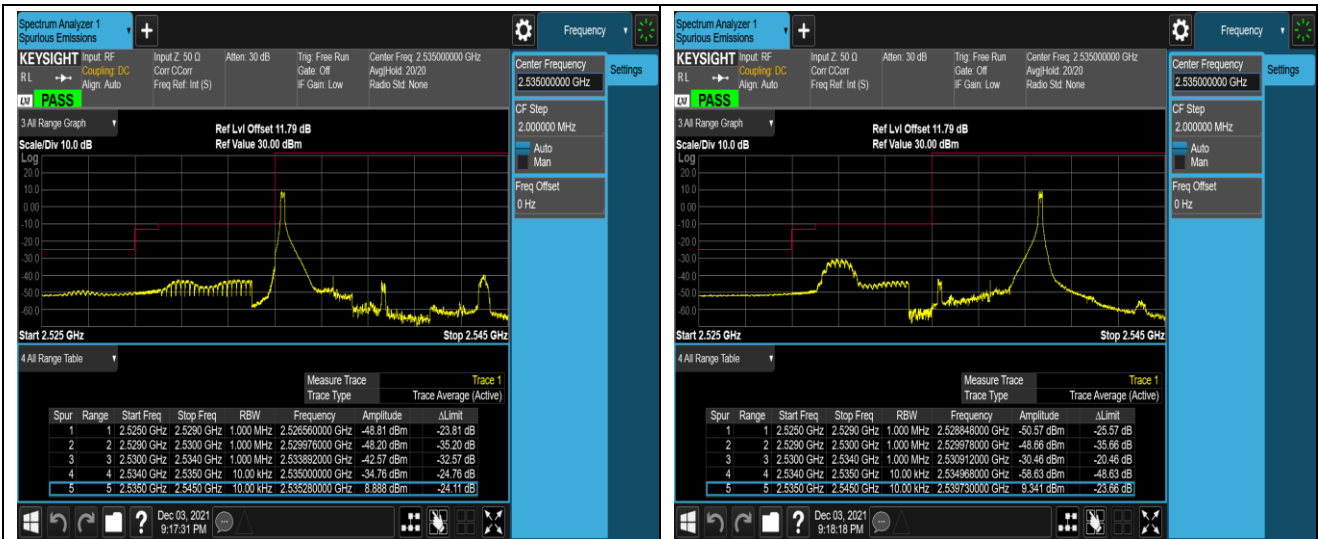 Spectrum Analyzer 1
Spurious Emissions
Frequency
KEYSIGHT Input: RF Input Z: 50 Ω Atten: 30 dB Trig: Free Run Center Freq: 2.535000000 GHz
Coupling: DC Corr CCorr Gate: Off Avg|Hold: 20/20
R L Align: Auto Freq Ref: Int (S) IF Gain: Low Radio Std: None
LXI PASS
Center Frequency
2.535000000 GHz
Settings
CF Step
2.000000 MHz
Auto
Man
Freq Offset
0 Hz
3 All Range Graph
Ref Lvl Offset 11.79 dB
Scale/Div 10.0 dB Ref Value 30.00 dBm
Log
20.0
10.0
0.00
-10.0
-20.0
-30.0
-40.0
-50.0
-60.0
Start 2.525 GHz Stop 2.545 GHz
4 All Range Table
Measure Trace Trace 1
Trace Type Trace Average (Active)
Spur Range Start Freq Stop Freq RBW Frequency Amplitude ΔLimit
1 1 2.5250 GHz 2.5290 GHz 1.000 MHz 2.526560000 GHz -48.81 dBm -23.81 dB
2 2 2.5290 GHz 2.5300 GHz 1.000 MHz 2.529976000 GHz -48.20 dBm -35.20 dB
3 3 2.5300 GHz 2.5340 GHz 1.000 MHz 2.533892000 GHz -42.57 dBm -32.57 dB
4 4 2.5340 GHz 2.5350 GHz 10.00 kHz 2.535000000 GHz -34.76 dBm -24.76 dB
5 5 2.5350 GHz 2.5450 GHz 10.00 kHz 2.535280000 GHz 8.888 dBm -24.11 dB
Dec 03, 2021
9:17:31 PM
Spectrum Analyzer 1
Spurious Emissions
Frequency
KEYSIGHT Input: RF Input Z: 50 Ω Atten: 30 dB Trig: Free Run Center Freq: 2.535000000 GHz
Coupling: DC Corr CCorr Gate: Off Avg|Hold: 20/20
R L Align: Auto Freq Ref: Int (S) IF Gain: Low Radio Std: None
LXI PASS
Center Frequency
2.535000000 GHz
Settings
CF Step
2.000000 MHz
Auto
Man
Freq Offset
0 Hz
3 All Range Graph
Ref Lvl Offset 11.79 dB
Scale/Div 10.0 dB Ref Value 30.00 dBm
Log
20.0
10.0
0.00
-10.0
-20.0
-30.0
-40.0
-50.0
-60.0
Start 2.525 GHz Stop 2.545 GHz
4 All Range Table
Measure Trace Trace 1
Trace Type Trace Average (Active)
Spur Range Start Freq Stop Freq RBW Frequency Amplitude ΔLimit
1 1 2.5250 GHz 2.5290 GHz 1.000 MHz 2.528848000 GHz -50.57 dBm -25.57 dB
2 2 2.5290 GHz 2.5300 GHz 1.000 MHz 2.529978000 GHz -48.66 dBm -35.66 dB
3 3 2.5300 GHz 2.5340 GHz 1.000 MHz 2.530912000 GHz -30.46 dBm -20.46 dB
4 4 2.5340 GHz 2.5350 GHz 10.00 kHz 2.534968000 GHz -58.63 dBm -48.63 dB
5 5 2.5350 GHz 2.5450 GHz 10.00 kHz 2.539730000 GHz 9.341 dBm -23.66 dB
Dec 03, 2021
9:18:18 PM